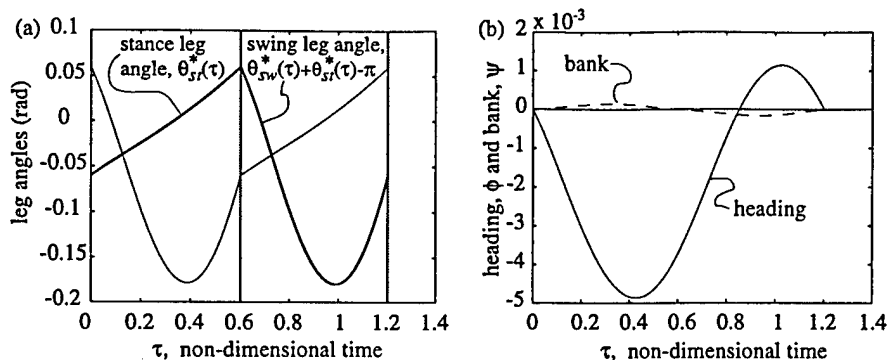 (a)
0.1
0.05
0
-0.05
-0.1
-0.15
-0.2
leg angles (rad)
stance leg
angle, θ*st(τ)
swing leg angle,
θ*sw(τ)+θ*st(τ)-π
0 0.2 0.4 0.6 0.8 1 1.2 1.4
τ, non-dimensional time
(b)
2 x 10-3
1
0
-1
-2
-3
-4
-5
heading, ϕ and bank, ψ
bank
heading
0 0.2 0.4 0.6 0.8 1 1.2 1.4
τ, non-dimensional time